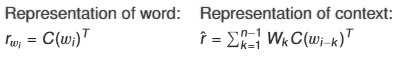 Representation of word: Representation of context:
r_{w_i} = C(w_i)^T r̂ = ∑_{k=1}^{n−1} W_k C(w_{i−k})^T